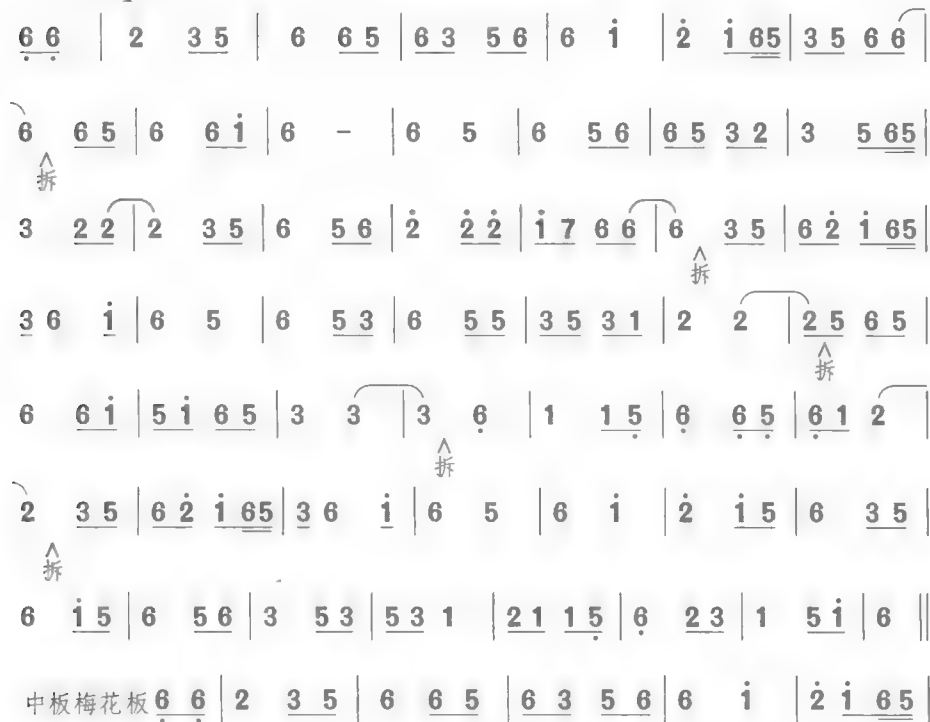 6̣ 6̣ | 2 3 5 | 6 6 5 | 6 3 5 6 | 6 i | 2̇ i 6 5 | 3 5 6 6 |
6 6 5 | 6 6 i | 6 - | 6 5 | 6 5 6 | 6 5 3 2 | 3 5 6 5 |
拆
3 2 2 | 2 3 5 | 6 5 6 | 2̇ 2̇ 2̇ | i 7 6 6 | 6 3 5 | 6 2̇ i 6 5 |
拆
3 6 i | 6 5 | 6 5 3 | 6 5 5 | 3 5 3 1 | 2 2 | 2 5 6 5 |
拆
6 6 i | 5 i 6 5 | 3 3 | 3 6̣ | 1 1 5̣ | 6̣ 6̣ 5̣ | 6̣ 1 2 |
拆
2 3 5 | 6 2̇ i 6 5 | 3 6 i | 6 5 | 6 i | 2̇ i 5 | 6 3 5 |
拆
6 i 5 | 6 5 6 | 3 5 3 | 5 3 1 | 2 1 1 5̣ | 6̣ 2 3 | 1 5 i | 6 ‖
中板梅花板 6̣ 6̣ | 2 3 5 | 6 6 5 | 6 3 5 6 | 6 i | 2̇ i 6 5 |